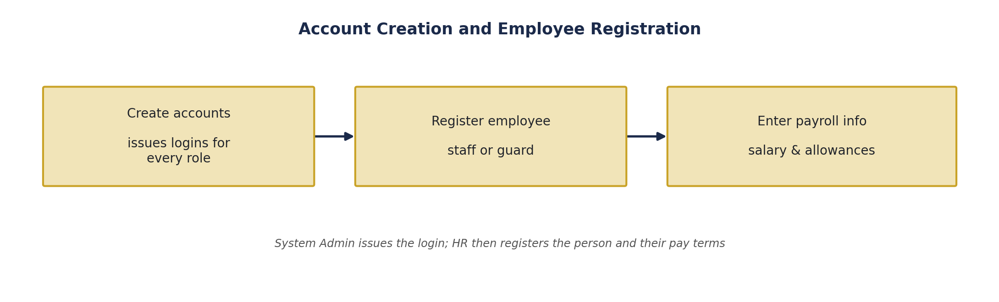 Account Creation and Employee Registration
Create accounts
issues logins for
every role
Register employee
staff or guard
Enter payroll info
salary & allowances
System Admin issues the login; HR then registers the person and their pay terms